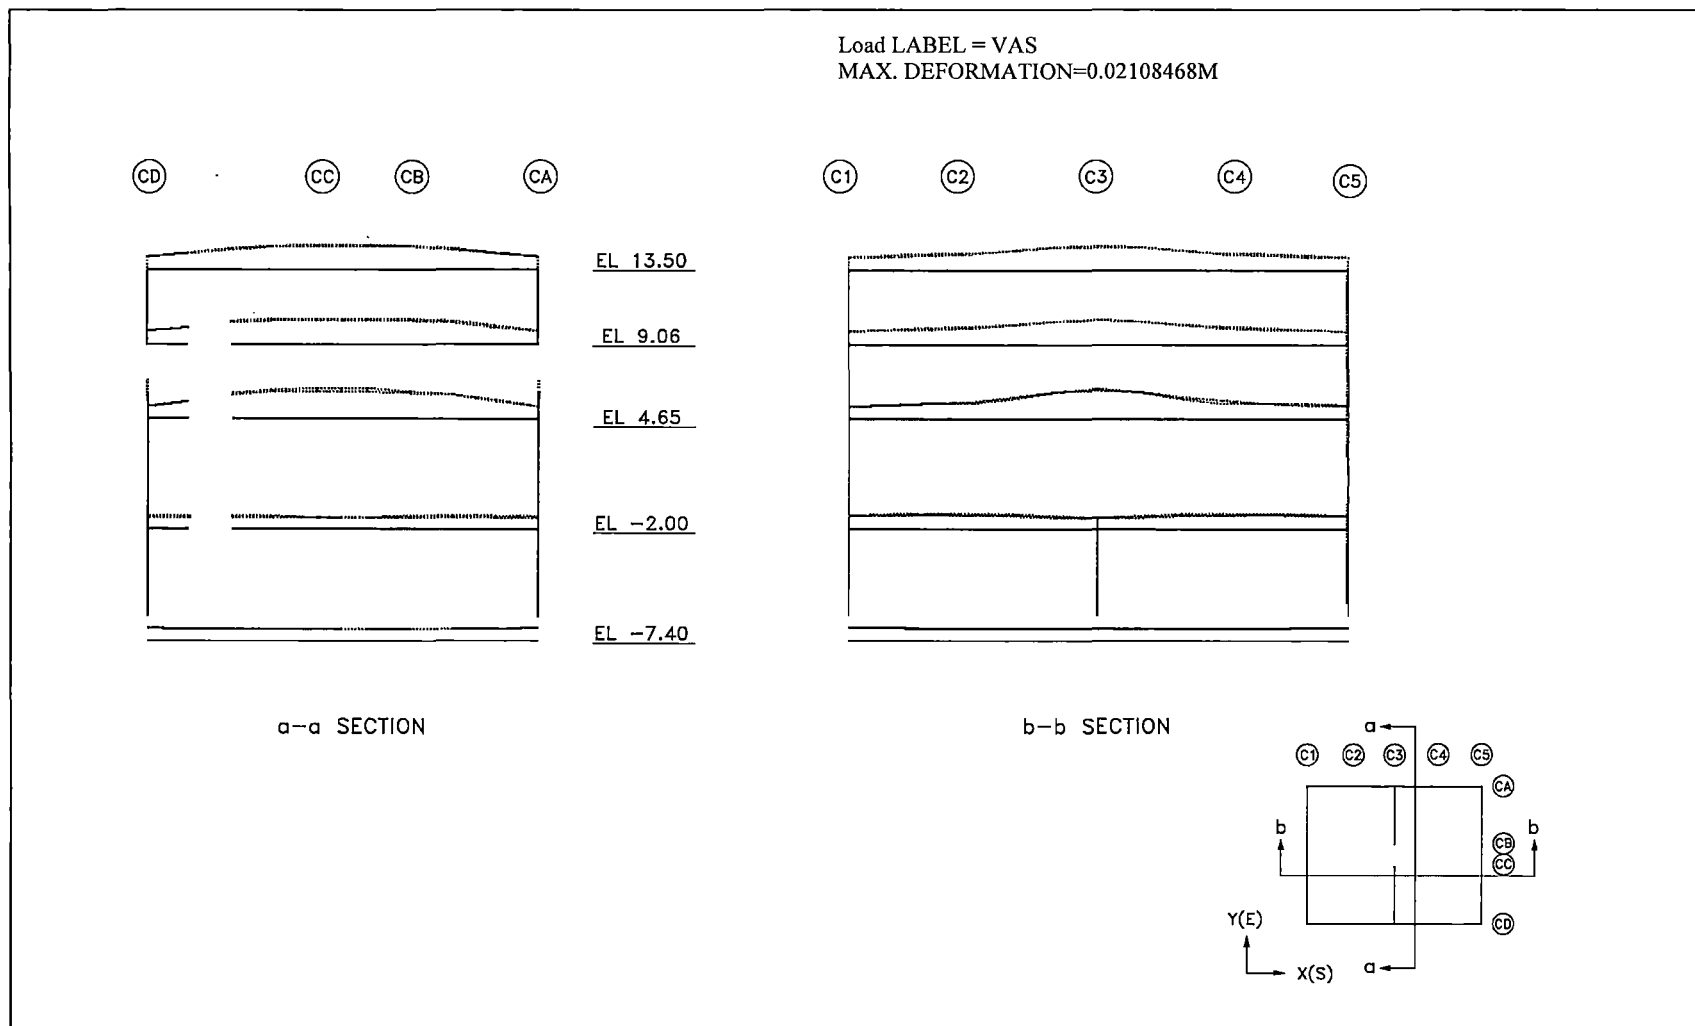 Load LABEL = VAS
MAX. DEFORMATION=0.02108468M
CD CC CB CA
C1 C2 C3 C4 C5
EL 13.50
EL 9.06
EL 4.65
EL -2.00
EL -7.40
a-a SECTION
b-b SECTION
a
C1 C2 C3 C4 C5
CA
b b
CB
CC
Y(E)
CD
X(S)
a